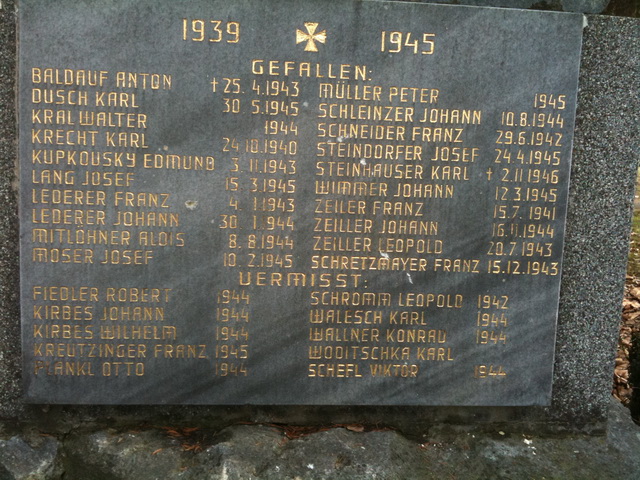 1939 1945
GEFALLEN:
BALDAUF ANTON †25.4.1943
DUSCH KARL 30.5.1945
KRAL WALTER 1944
KRECHT KARL 24.10.1940
KUPKOVSKY EDMUND 3.11.1943
LANG JOSEF 15.3.1945
LEDERER FRANZ 4.1.1943
LEDERER JOHANN 30.1.1944
MITLÖHNER ALOIS 8.8.1944
MOSER JOSEF 10.2.1945
MÜLLER PETER 1945
SCHLEINZER JOHANN 10.8.1944
SCHNEIDER FRANZ 29.6.1942
STEINDORFER JOSEF 24.4.1945
STEINHAUSER KARL †2.11.1946
WIMMER JOHANN 12.3.1945
ZEILER FRANZ 15.7.1941
ZEILLER JOHANN 16.11.1944
ZEILLER LEOPOLD 20.7.1943
SCHRETZMAYER FRANZ 15.12.1943
VERMISST:
FIEDLER ROBERT 1944
KIRBES JOHANN 1944
KIRBES WILHELM 1944
KREUTZINGER FRANZ 1945
PRANKL OTTO 1944
SCHROMM LEOPOLD 1942
WALESCH KARL 1944
WALLNER KONRAD 1944
WODITSCHKA KARL
SCHEFL VIKTOR 1944